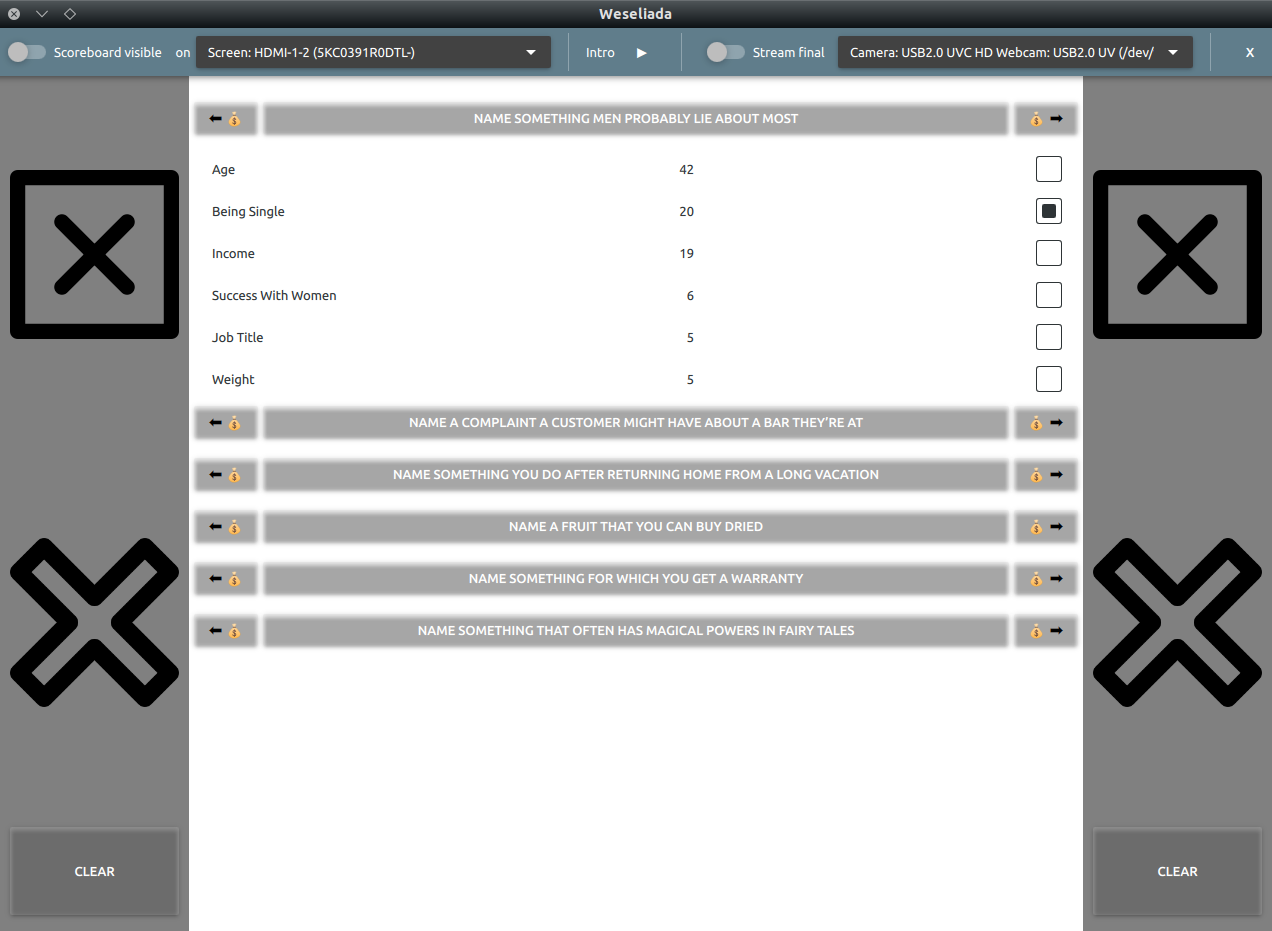 Weseliada
Scoreboard visible on Screen: HDMI-1-2 (5KC0391R0DTL-) Intro Stream final Camera: USB2.0 UVC HD Webcam: USB2.0 UV (/dev/ X
NAME SOMETHING MEN PROBABLY LIE ABOUT MOST
Age 42
Being Single 20
Income 19
Success With Women 6
Job Title 5
Weight 5
NAME A COMPLAINT A CUSTOMER MIGHT HAVE ABOUT A BAR THEY'RE AT
NAME SOMETHING YOU DO AFTER RETURNING HOME FROM A LONG VACATION
NAME A FRUIT THAT YOU CAN BUY DRIED
NAME SOMETHING FOR WHICH YOU GET A WARRANTY
NAME SOMETHING THAT OFTEN HAS MAGICAL POWERS IN FAIRY TALES
CLEAR CLEAR